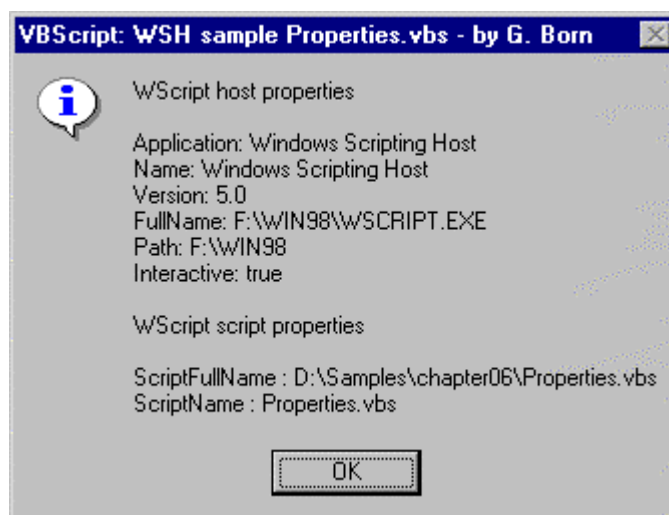 VBScript: WSH sample Properties.vbs - by G. Born
WScript host properties
Application: Windows Scripting Host
Name: Windows Scripting Host
Version: 5.0
FullName: F:\WIN98\WSCRIPT.EXE
Path: F:\WIN98
Interactive: true
WScript script properties
ScriptFullName : D:\Samples\chapter06\Properties.vbs
ScriptName : Properties.vbs
OK